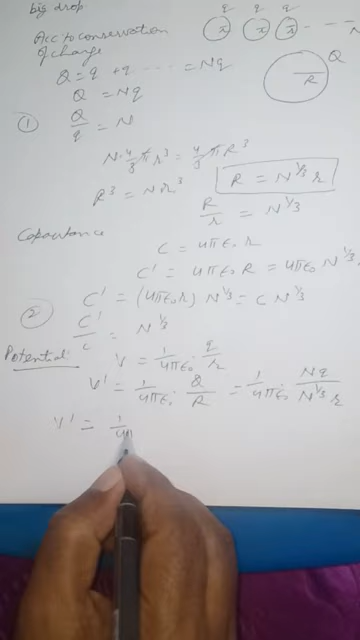 big drop
q q q
r r r - - - N
Acc to conservation
of charge
Q = q + q ...... = Nq
Q
R
Q = Nq
① Q/q = N
N·4/3 π r³ = 4/3 π R³
R³ = N r³
R = N^1/3 r
R/r = N^1/3
Capacitance
C = 4πε₀ r
C' = 4πε₀ R = 4πε₀ N^1/3
C' = (4πε₀ r) N^1/3 = C N^1/3
② C'/C = N^1/3
Potential:
V = 1/4πε₀ · q/r
V' = 1/4πε₀ · Q/R = 1/4πε₀ · Nq/N^1/3 r
V' = 1/4π